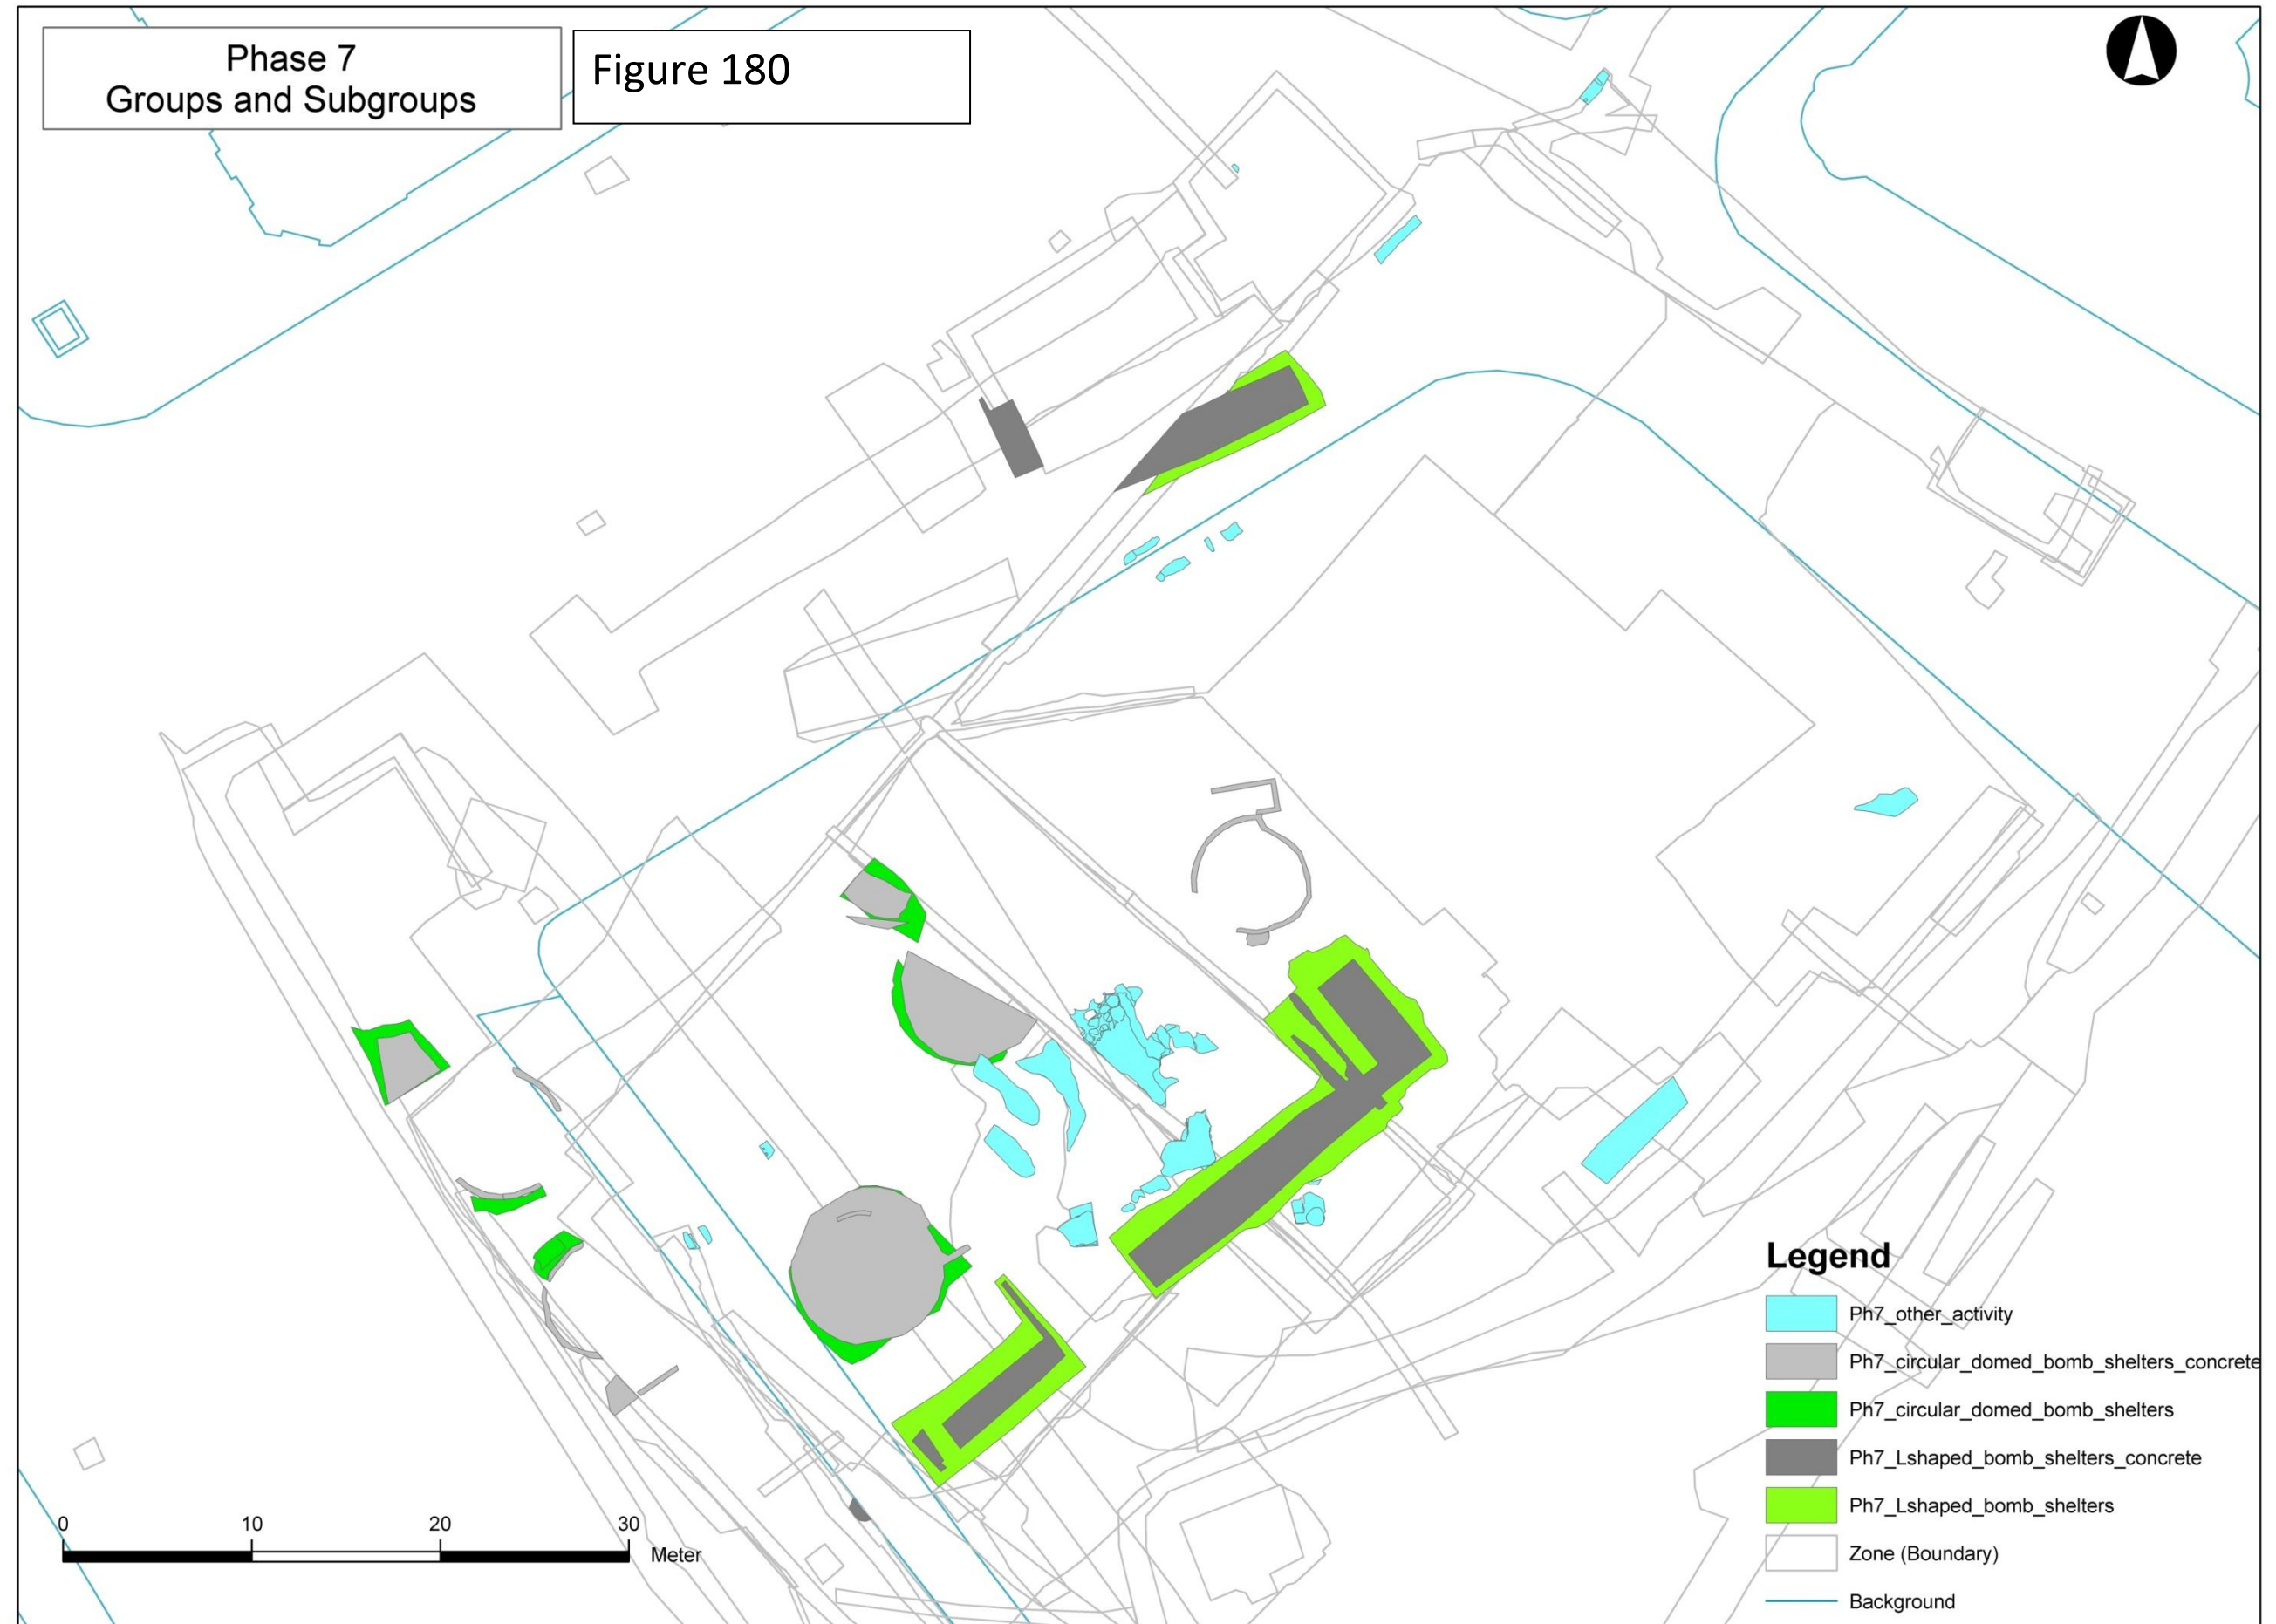 Phase 7
Groups and Subgroups
Figure 180
Legend
Ph7_other_activity
Ph7_circular_domed_bomb_shelters_concrete
Ph7_circular_domed_bomb_shelters
Ph7_Lshaped_bomb_shelters_concrete
Ph7_Lshaped_bomb_shelters
Zone (Boundary)
Background
0 10 20 30
Meter